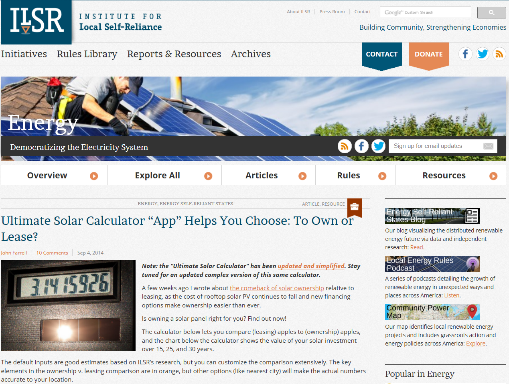 About ILSR | Press Room | Contact
Google Search
ILSR
INSTITUTE FOR
Local Self-Reliance
Building Community, Strengthening Economies
Initiatives Rules Library Reports & Resources Archives
CONTACT
DONATE
Energy
Democratizing the Electricity System
Sign up for email updates
Overview
Explore All
Articles
Rules
Resources
ENERGY, ENERGY SELF-RELIANT STATES
ARTICLE, RESOURCE
Ultimate Solar Calculator “App” Helps You Choose: To Own or
Lease?
John Farrell | 10 Comments | Sep 4, 2014
3.1415926
Note: the "Ultimate Solar Calculator" has been updated and simplified. Stay
tuned for an updated complex version of this same calculator.
A few weeks ago I wrote about the comeback of solar ownership relative to
leasing, as the cost of rooftop solar PV continues to fall and new financing
options make ownership easier than ever.
Is owning a solar panel right for you? Find out now!
The calculator below lets you compare (leasing) apples to (ownership) apples,
and the chart below the calculator shows the value of your solar investment
over 15, 25, and 30 years.
The default inputs are good estimates based on ILSR's research, but you can customize the comparison extensively. The key
elements in the ownership v. leasing comparison are in orange, but other options (like nearest city) will make the actual numbers
accurate to your location.
Energy Self-Reliant
States Blog
Our blog visualizing the distributed renewable
energy future via data and independent
research: Read.
Local Energy Rules
Podcast
A series of podcasts detailing the growth of
renewable energy in unexpected ways and
places across America: Listen.
Community Power
Map
Our map identifies local renewable energy
projects and includes grassroots action and
energy policies across America: Explore.
Popular in Energy